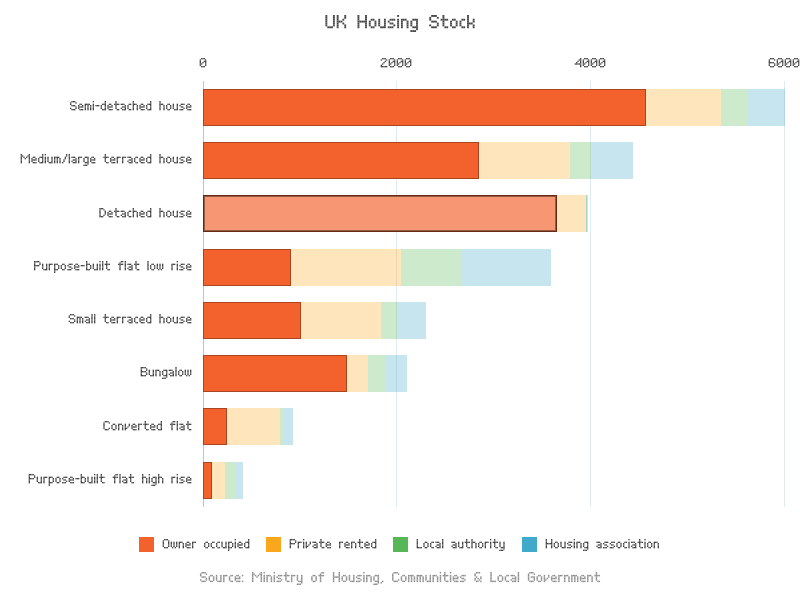 UK Housing Stock
0 2000 4000 6000
Semi-detached house
Medium/large terraced house
Detached house
Purpose-built flat low rise
Small terraced house
Bungalow
Converted flat
Purpose-built flat high rise
Owner occupied Private rented Local authority Housing association
Source: Ministry of Housing, Communities & Local Government